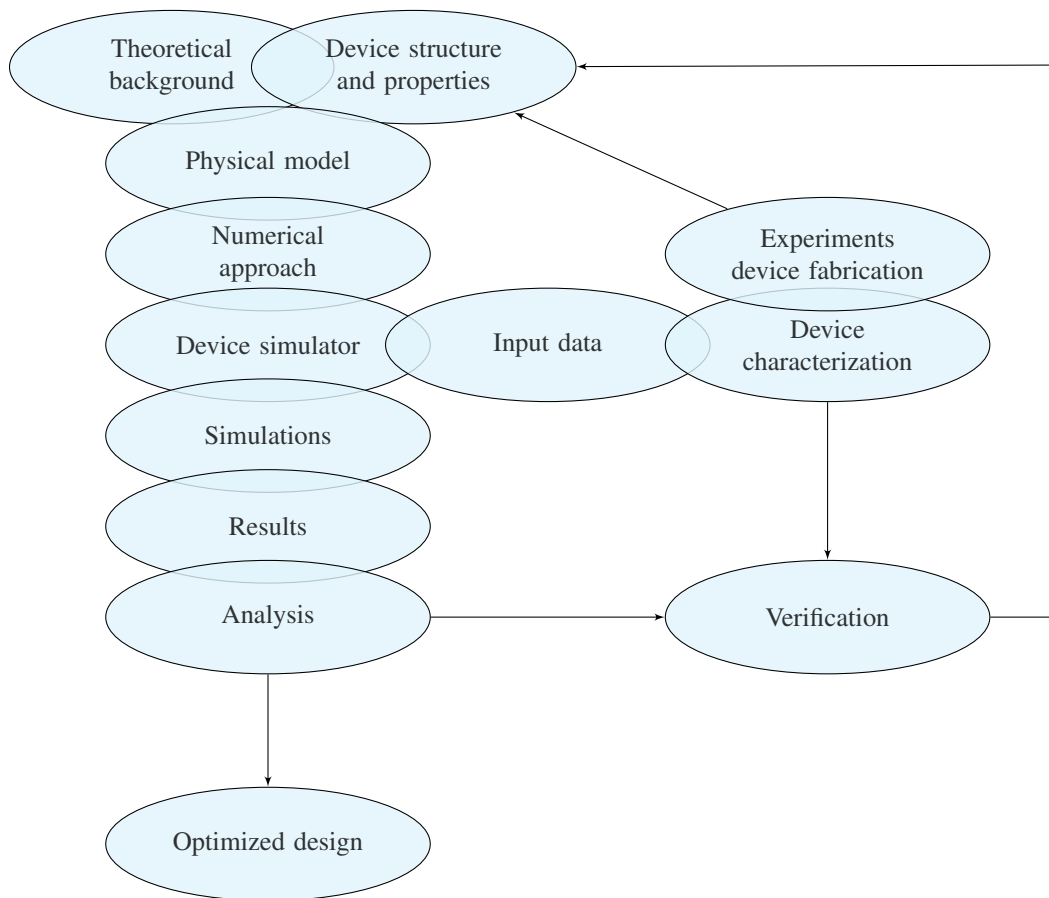 Theoretical
background
Device structure
and properties
Physical model
Numerical
approach
Experiments
device fabrication
Device simulator
Input data
Device
characterization
Simulations
Results
Analysis
Verification
Optimized design